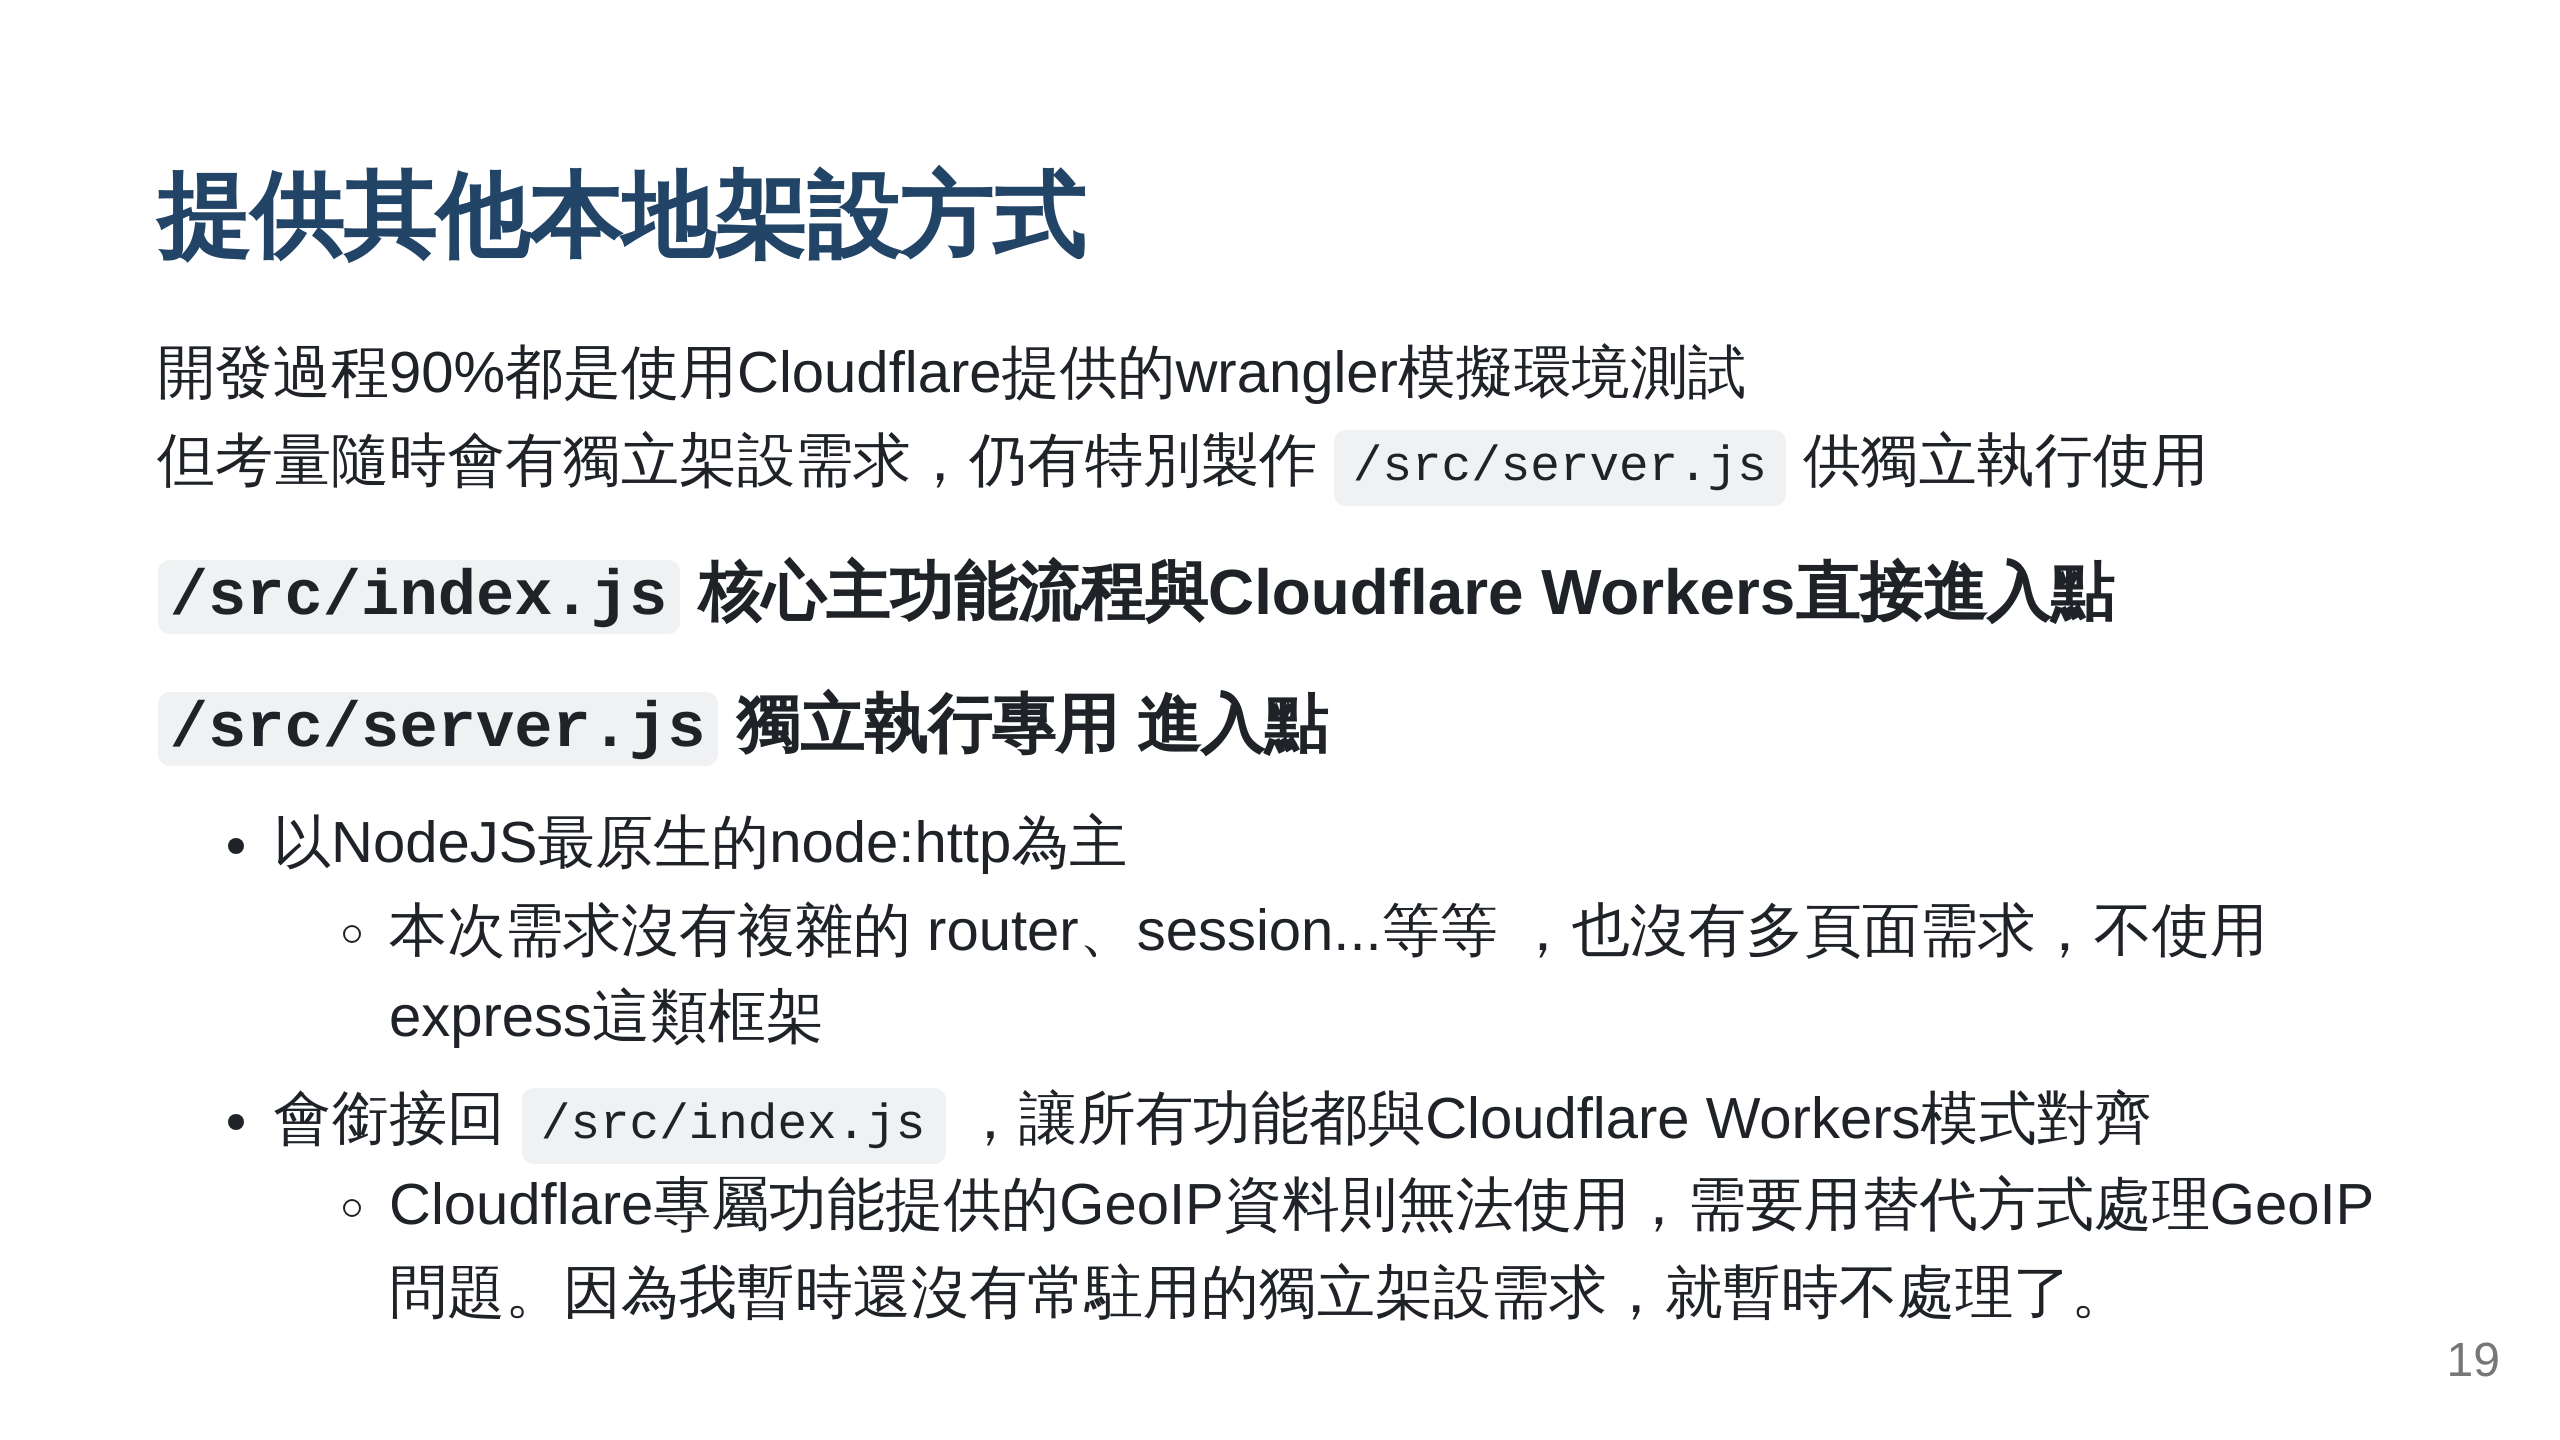 提供其他本地架設方式
開發過程90%都是使用Cloudflare提供的wrangler模擬環境測試
但考量隨時會有獨立架設需求，仍有特別製作 /src/server.js 供獨立執行使用
/src/index.js 核心主功能流程與Cloudflare Workers直接進入點
/src/server.js 獨立執行專用 進入點
• 以NodeJS最原生的node:http為主
◦ 本次需求沒有複雜的 router、session...等等 ，也沒有多頁面需求，不使用
express這類框架
• 會銜接回 /src/index.js ，讓所有功能都與Cloudflare Workers模式對齊
◦ Cloudflare專屬功能提供的GeoIP資料則無法使用，需要用替代方式處理GeoIP
問題。因為我暫時還沒有常駐用的獨立架設需求，就暫時不處理了。
19